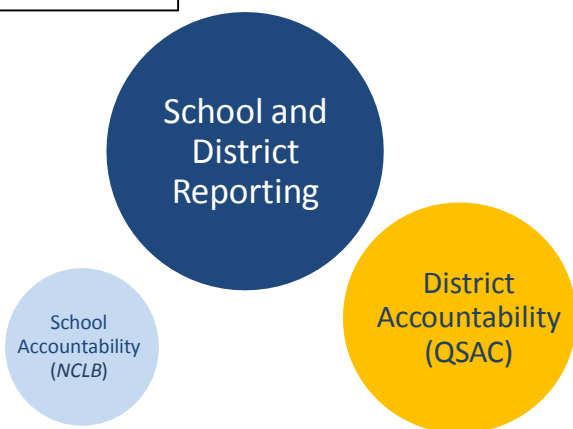 School and
District
Reporting
District
Accountability
(QSAC)
School
Accountability
(NCLB)